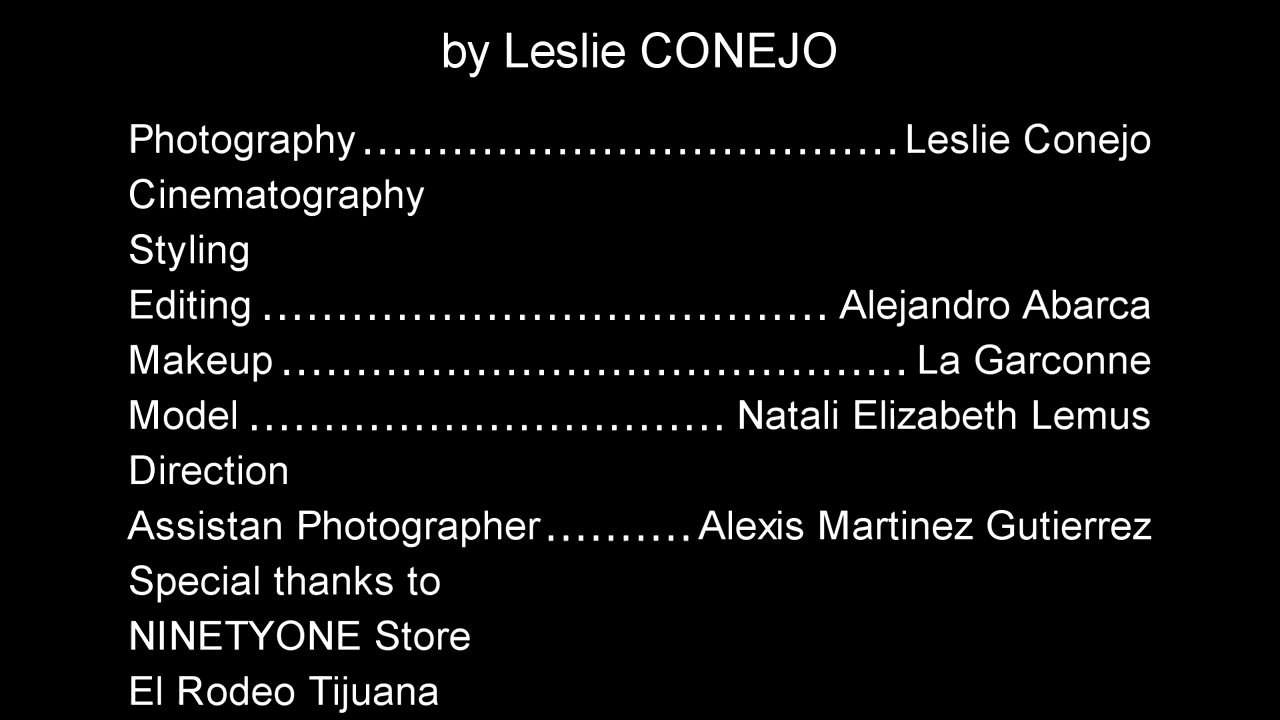 by Leslie CONEJO
Photography.................................... Leslie Conejo
Cinematography
Styling
Editing...................................... Alejandro Abarca
Makeup.......................................... La Garconne
Model................................ Natali Elizabeth Lemus
Direction
Assistan Photographer.......... Alexis Martinez Gutierrez
Special thanks to
NINETYONE Store
El Rodeo Tijuana